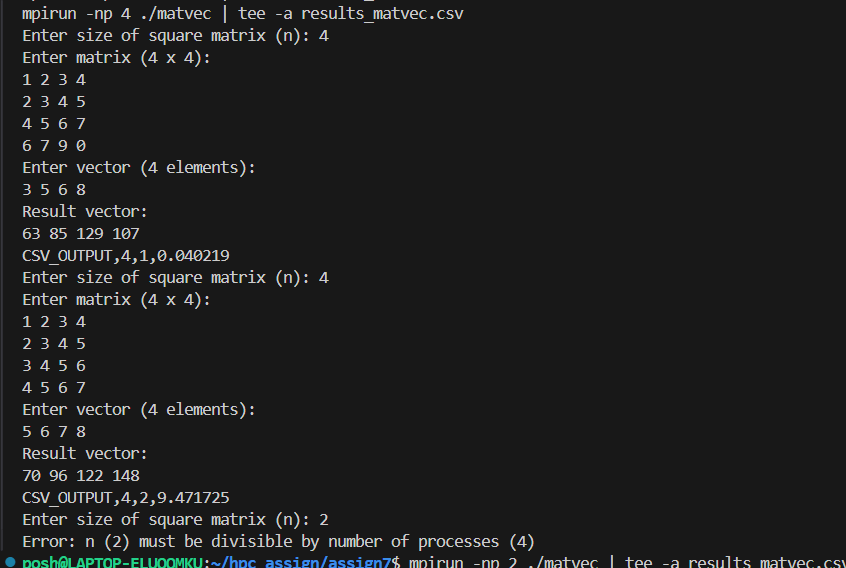 mpirun -np 4 ./matvec | tee -a results_matvec.csv
Enter size of square matrix (n): 4
Enter matrix (4 x 4):
1 2 3 4
2 3 4 5
4 5 6 7
6 7 9 0
Enter vector (4 elements):
3 5 6 8
Result vector:
63 85 129 107
CSV_OUTPUT,4,1,0.040219
Enter size of square matrix (n): 4
Enter matrix (4 x 4):
1 2 3 4
2 3 4 5
3 4 5 6
4 5 6 7
Enter vector (4 elements):
5 6 7 8
Result vector:
70 96 122 148
CSV_OUTPUT,4,2,9.471725
Enter size of square matrix (n): 2
Error: n (2) must be divisible by number of processes (4)
posh@LAPTOP-ELUOOMKU:~/hpc_assign/assign7$ mpirun -np 2 ./matvec | tee -a results_matvec.csv